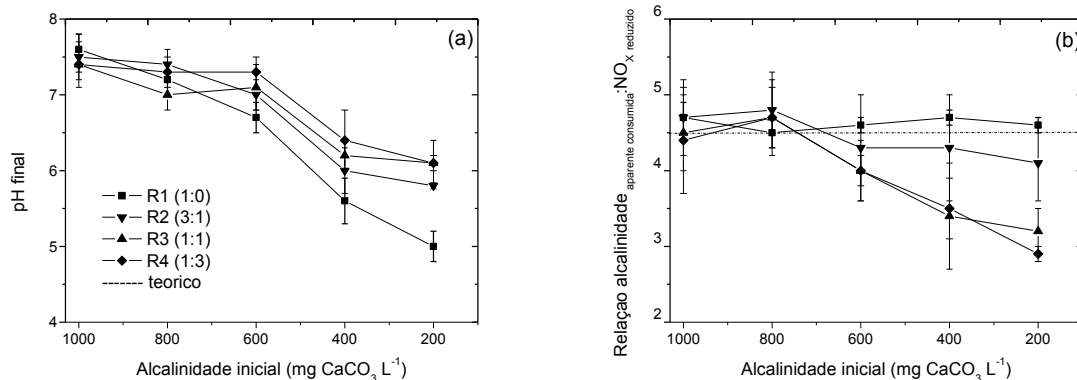 (a)
pH final
8
7
6
5
4
R1 (1:0)
R2 (3:1)
R3 (1:1)
R4 (1:3)
teorico
1000 800 600 400 200
Alcalinidade inicial (mg CaCO3 L-1)
(b)
Relaçao alcalinidade aparente consumida:NOX reduzido
6
5
4
3
2
1000 800 600 400 200
Alcalinidade inicial (mg CaCO3 L-1)